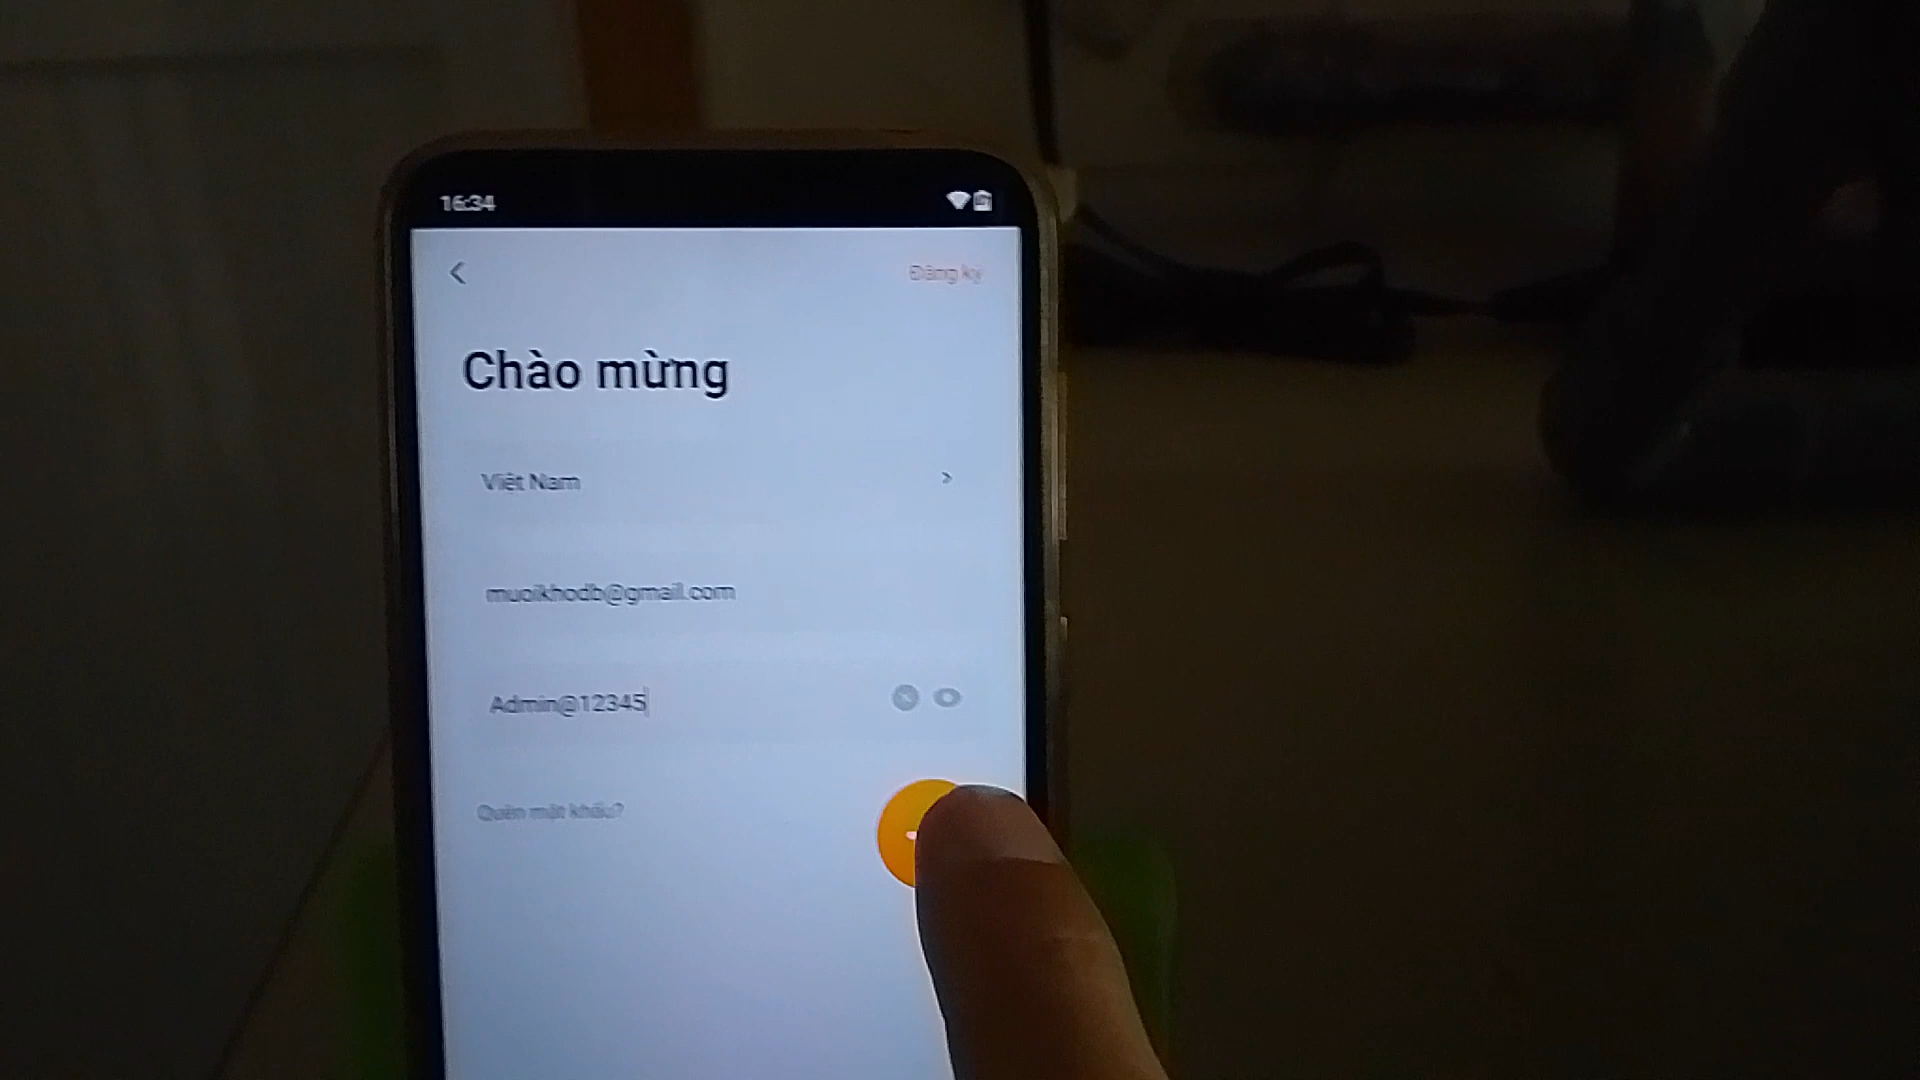 16:34
Đăng ký
Chào mừng
Việt Nam
muoikhodb@gmail.com
Admin@12345
Quên mật khẩu?